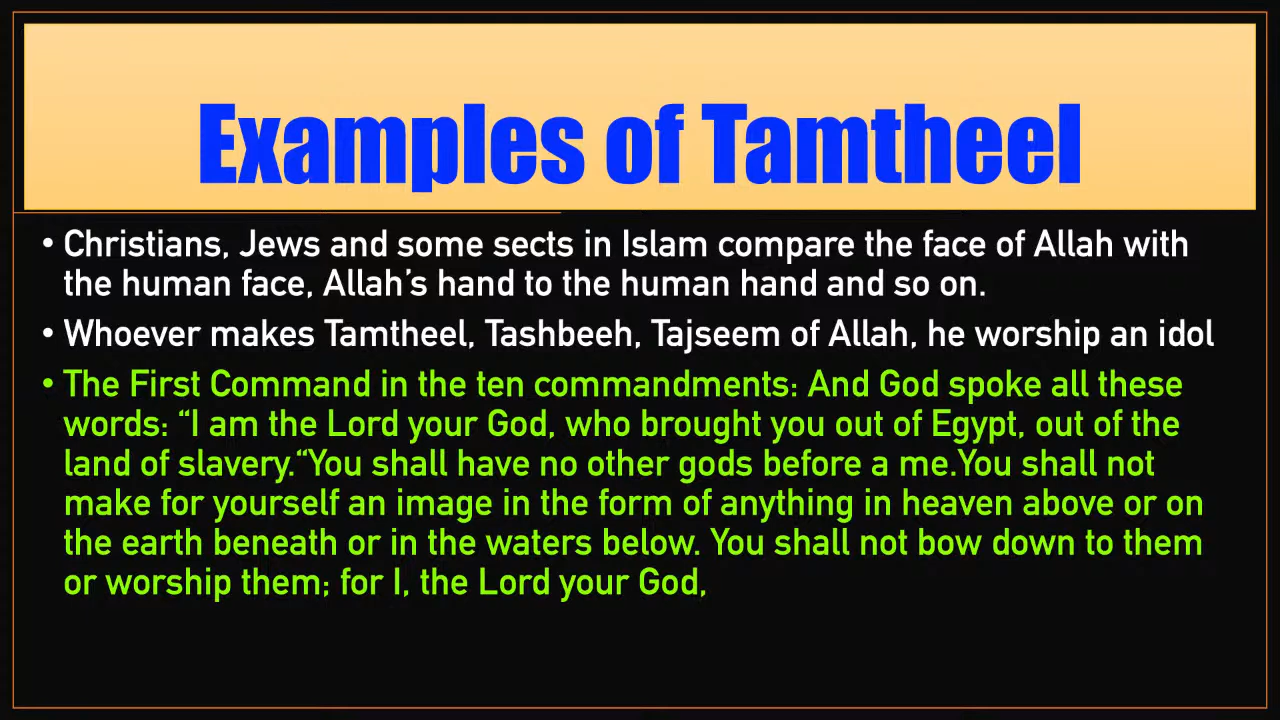 Examples of Tamtheel
• Christians, Jews and some sects in Islam compare the face of Allah with
the human face, Allah’s hand to the human hand and so on.
• Whoever makes Tamtheel, Tashbeeh, Tajseem of Allah, he worship an idol
• The First Command in the ten commandments: And God spoke all these
words: “I am the Lord your God, who brought you out of Egypt, out of the
land of slavery.“You shall have no other gods before a me.You shall not
make for yourself an image in the form of anything in heaven above or on
the earth beneath or in the waters below. You shall not bow down to them
or worship them; for I, the Lord your God,